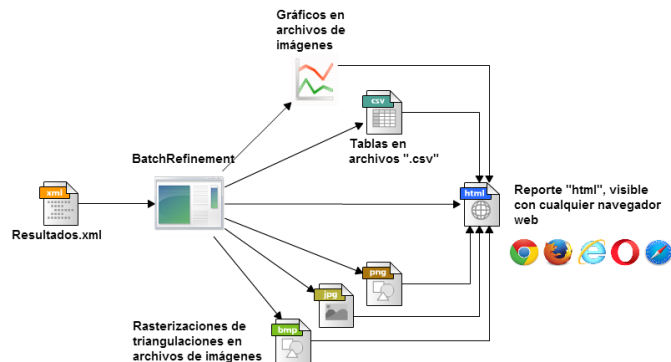 Gráficos en
archivos de
imágenes
csv
Tablas en
archivos ".csv"
BatchRefinement
xml
Resultados.xml
html
Reporte "html", visible
con cualquier navegador
web
png
jpg
bmp
Rasterizaciones de
triangulaciones en
archivos de imágenes